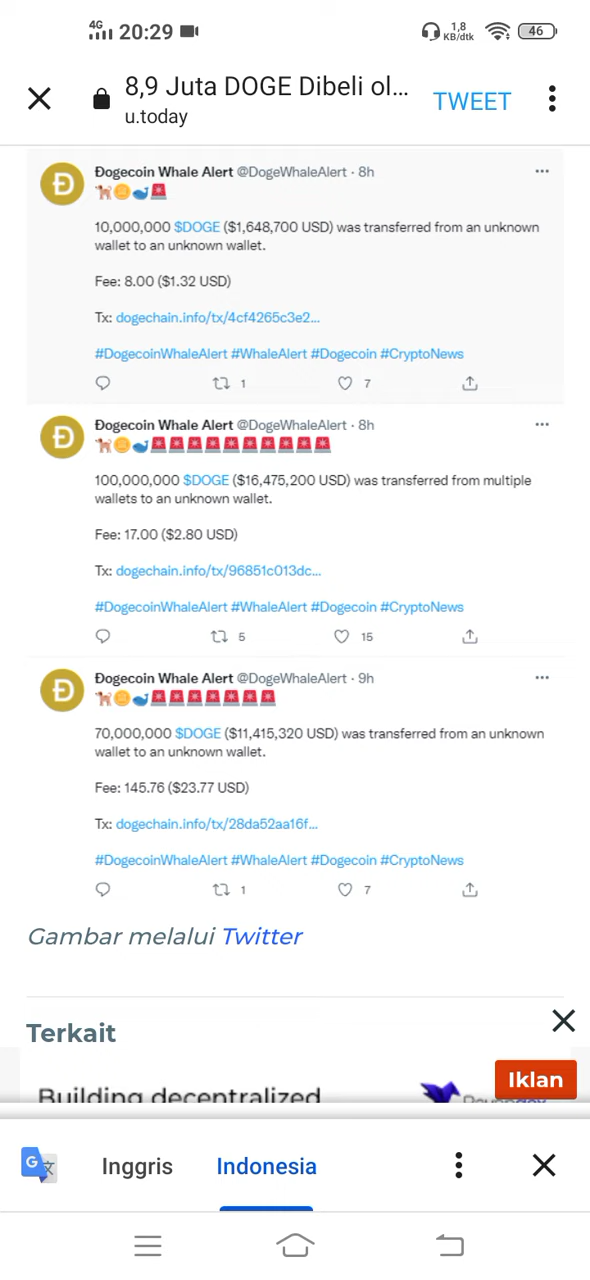 4G 20:29 1,8 KB/dtk 46
8,9 Juta DOGE Dibeli ol... TWEET
u.today
Đogecoin Whale Alert @DogeWhaleAlert · 8h
10,000,000 $DOGE ($1,648,700 USD) was transferred from an unknown
wallet to an unknown wallet.
Fee: 8.00 ($1.32 USD)
Tx: dogechain.info/tx/4cf4265c3e2...
#DogecoinWhaleAlert #WhaleAlert #Dogecoin #CryptoNews
1 7
Đogecoin Whale Alert @DogeWhaleAlert · 8h
100,000,000 $DOGE ($16,475,200 USD) was transferred from multiple
wallets to an unknown wallet.
Fee: 17.00 ($2.80 USD)
Tx: dogechain.info/tx/96851c013dc...
#DogecoinWhaleAlert #WhaleAlert #Dogecoin #CryptoNews
5 15
Đogecoin Whale Alert @DogeWhaleAlert · 9h
70,000,000 $DOGE ($11,415,320 USD) was transferred from an unknown
wallet to an unknown wallet.
Fee: 145.76 ($23.77 USD)
Tx: dogechain.info/tx/28da52aa16f...
#DogecoinWhaleAlert #WhaleAlert #Dogecoin #CryptoNews
1 7
Gambar melalui Twitter
Terkait
Iklan
Building decentralized
Inggris Indonesia